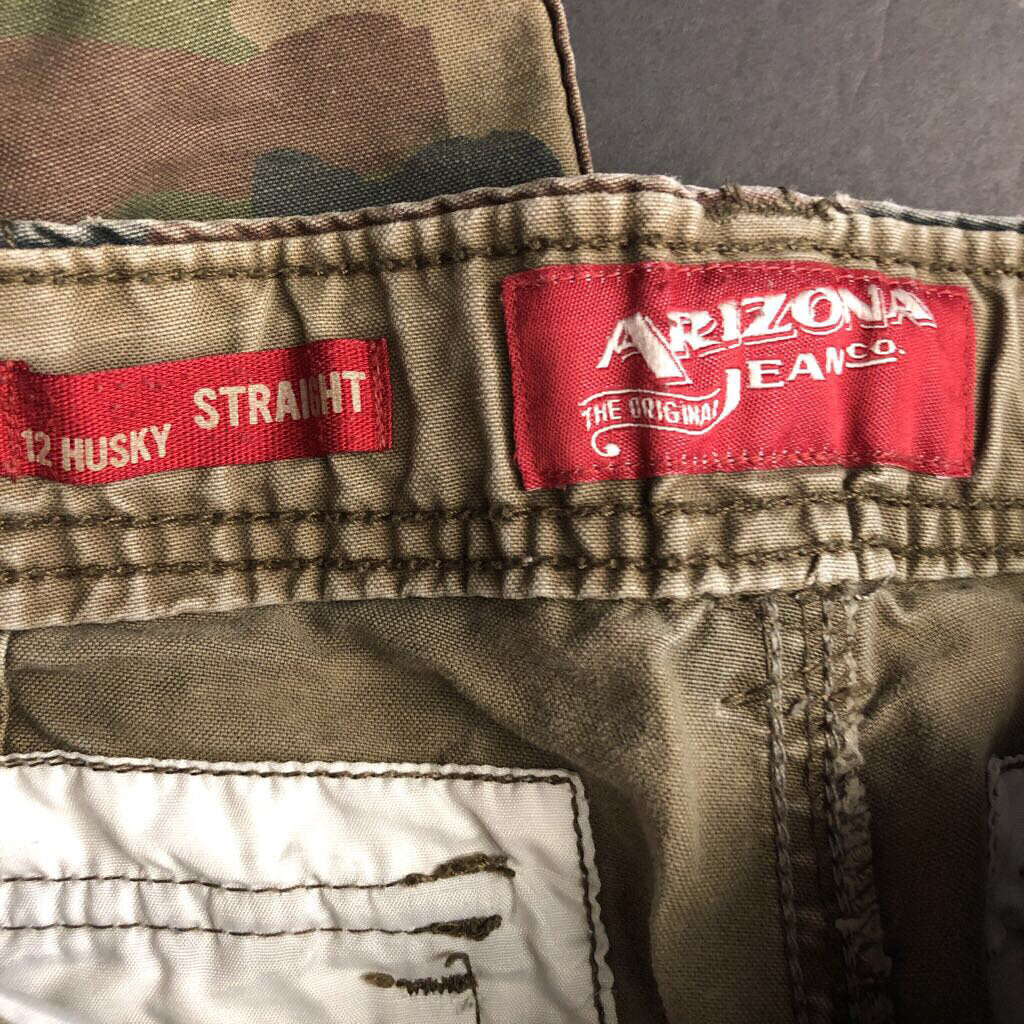 STRAIGHT
12 HUSKY
ARIZONA
JEAN CO.
THE ORIGINAL